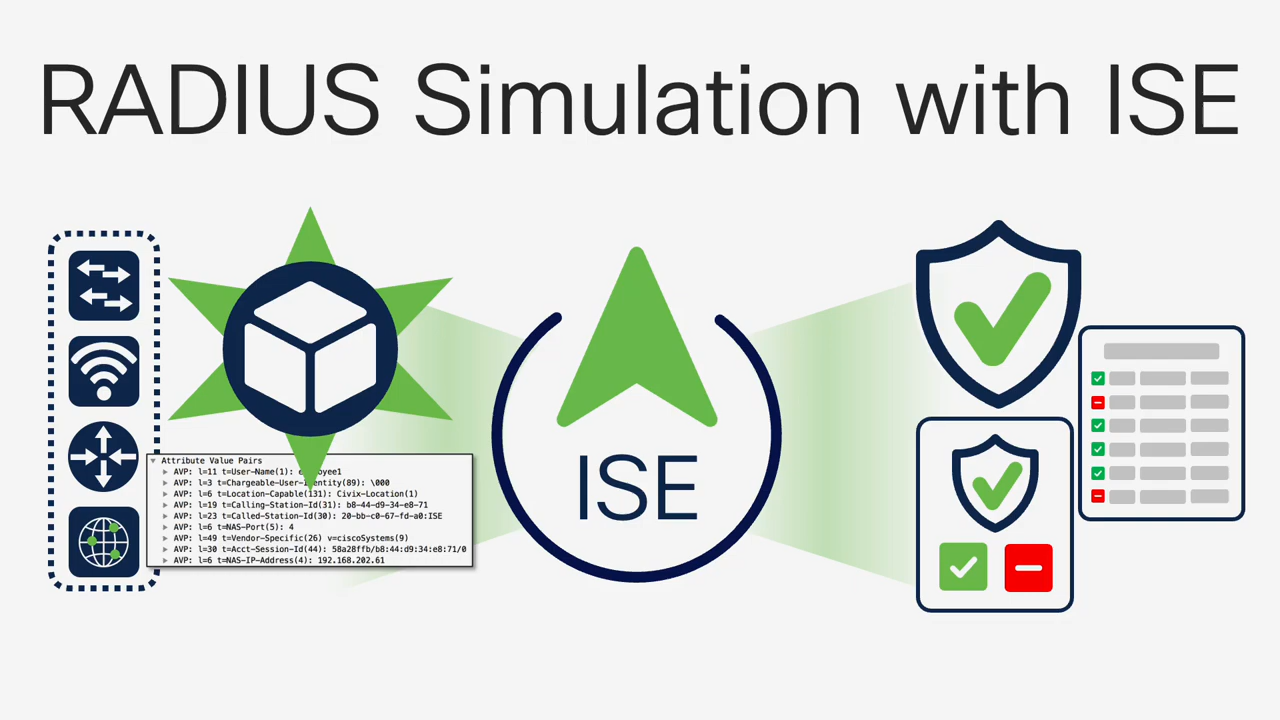 RADIUS Simulation with ISE
Attribute Value Pairs
AVP: l=11 t=User-Name(1): employee1
AVP: l=3 t=Chargeable-User-Identity(89): \000
AVP: l=6 t=Location-Capable(131): Civix-Location(1)
AVP: l=19 t=Calling-Station-Id(31): b8-44-d9-34-e8-71
AVP: l=23 t=Called-Station-Id(30): 20-bb-c0-67-fd-a0:ISE
AVP: l=6 t=NAS-Port(5): 4
AVP: l=49 t=Vendor-Specific(26) v=ciscoSystems(9)
AVP: l=30 t=Acct-Session-Id(44): 58a28ffb/b8:44:d9:34:e8:71/0
AVP: l=6 t=NAS-IP-Address(4): 192.168.202.61
ISE